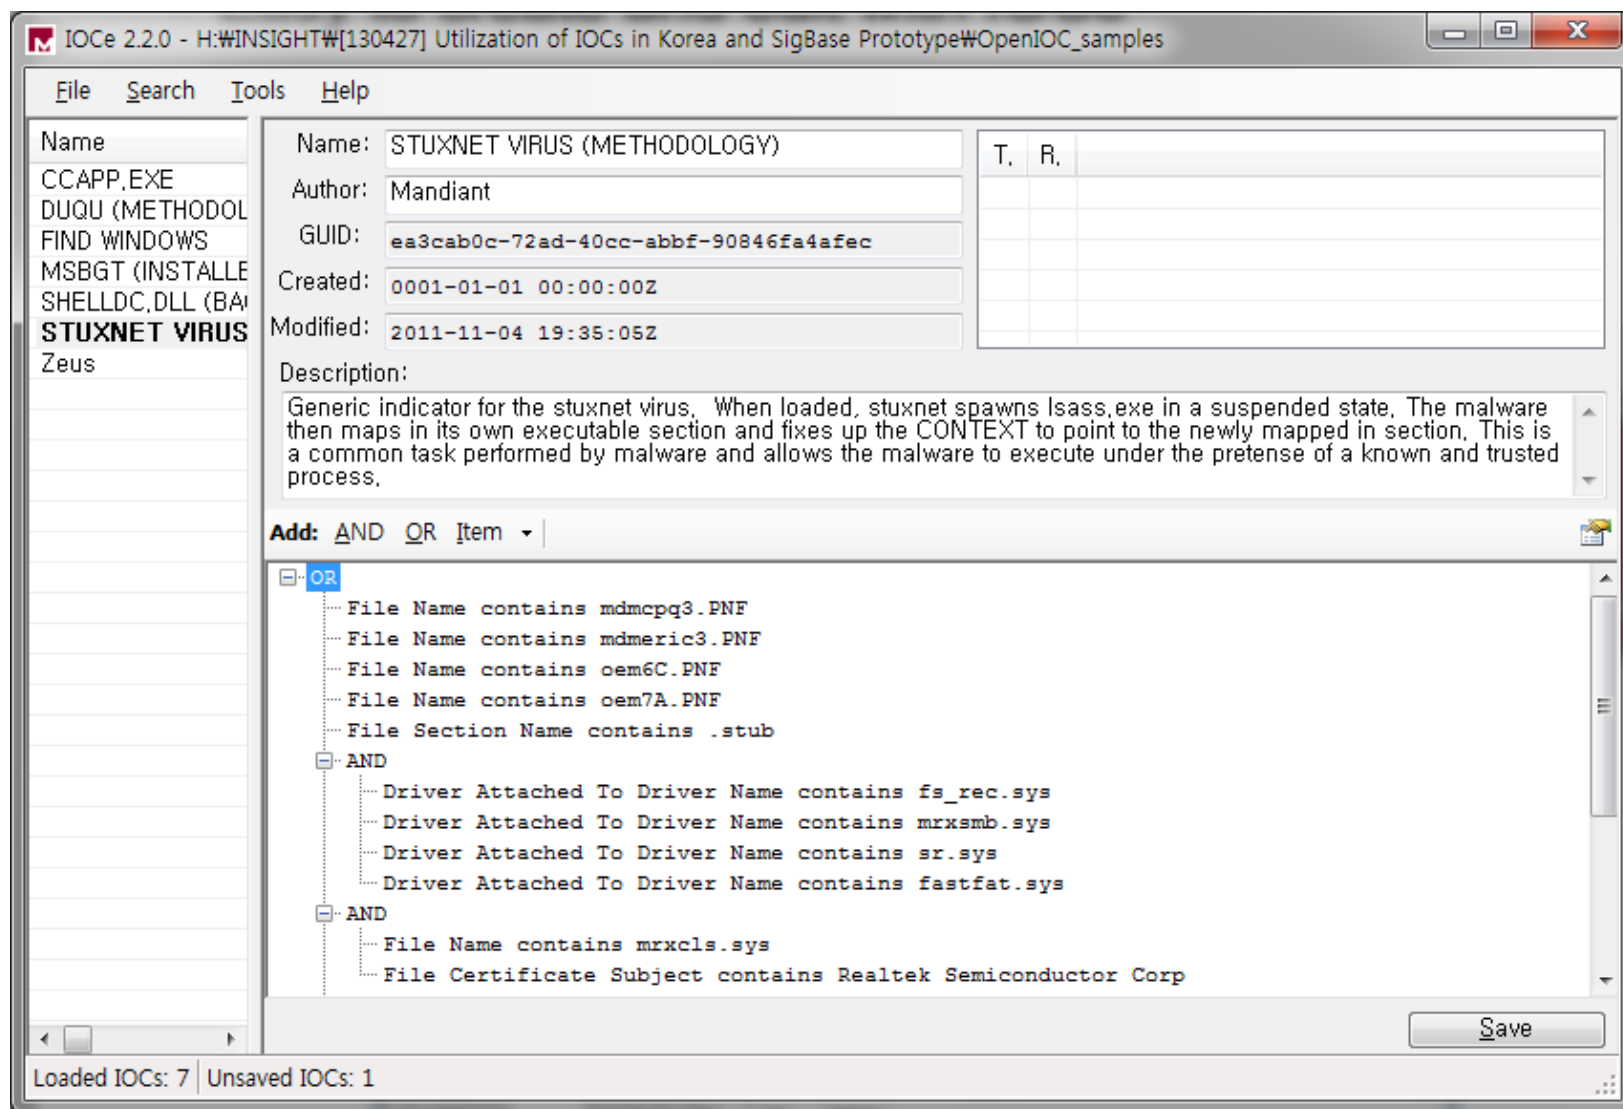 IOCe 2.2.0 - H:₩INSIGHT₩[130427] Utilization of IOCs in Korea and SigBase Prototype₩OpenIOC_samples
File Search Tools Help
Name
CCAPP.EXE
DUQU (METHODOL
FIND WINDOWS
MSBGT (INSTALLE
SHELLDC.DLL (BA
STUXNET VIRUS
Zeus
Name: STUXNET VIRUS (METHODOLOGY)
Author: Mandiant
GUID: ea3cab0c-72ad-40cc-abbf-90846fa4afec
Created: 0001-01-01 00:00:00Z
Modified: 2011-11-04 19:35:05Z
T. R.
Description:
Generic indicator for the stuxnet virus. When loaded, stuxnet spawns lsass.exe in a suspended state. The malware
then maps in its own executable section and fixes up the CONTEXT to point to the newly mapped in section. This is
a common task performed by malware and allows the malware to execute under the pretense of a known and trusted
process.
Add: AND OR Item
OR
File Name contains mdmcpq3.PNF
File Name contains mdmeric3.PNF
File Name contains oem6C.PNF
File Name contains oem7A.PNF
File Section Name contains .stub
AND
Driver Attached To Driver Name contains fs_rec.sys
Driver Attached To Driver Name contains mrxsmb.sys
Driver Attached To Driver Name contains sr.sys
Driver Attached To Driver Name contains fastfat.sys
AND
File Name contains mrxcls.sys
File Certificate Subject contains Realtek Semiconductor Corp
Save
Loaded IOCs: 7 Unsaved IOCs: 1